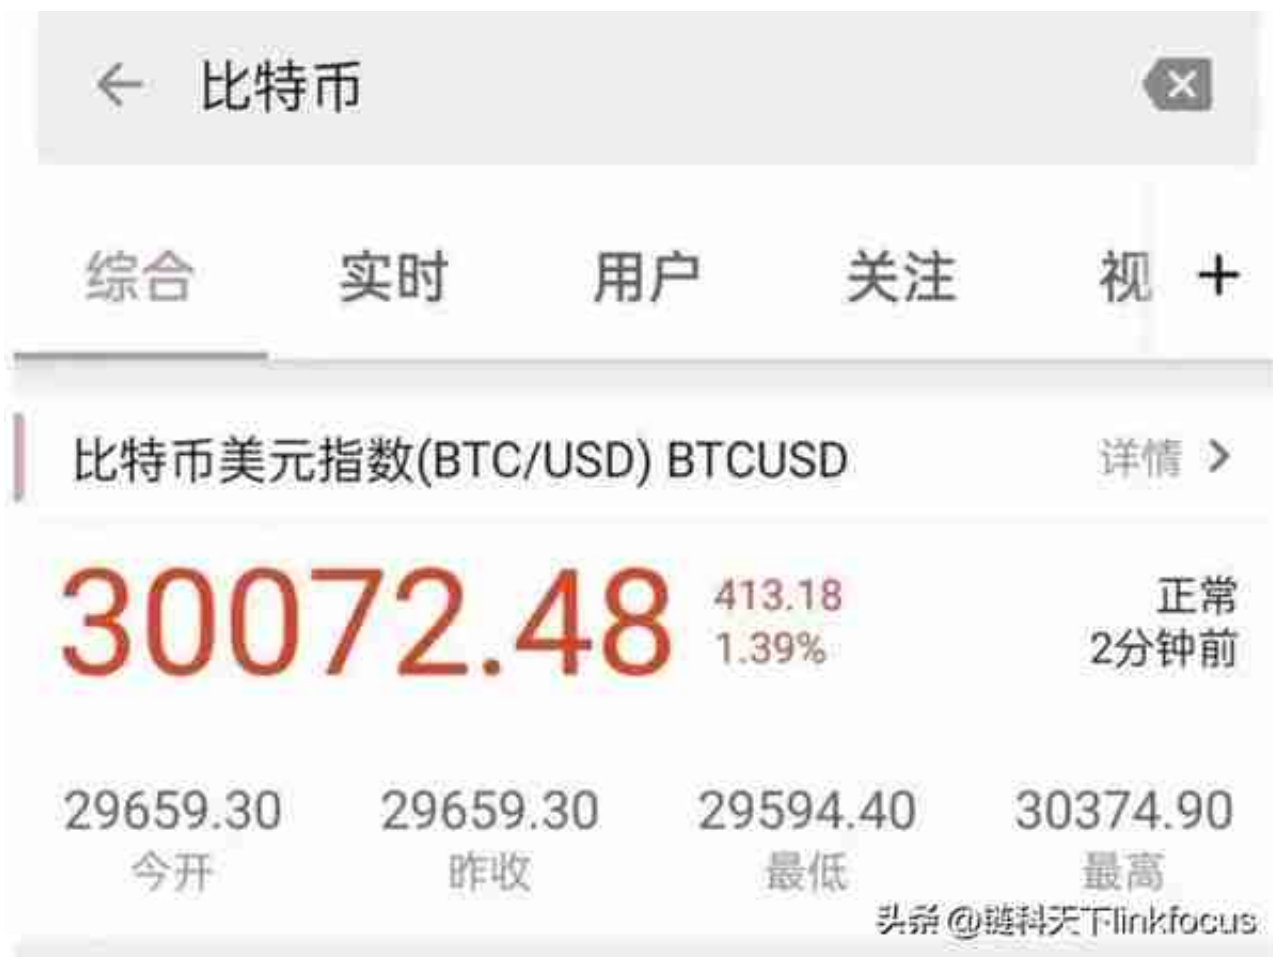 比特币
综合 实时 用户 关注 视 +
比特币美元指数(BTC/USD) BTCUSD 详情 >
30072.48
413.18
1.39%
正常
2分钟前
29659.30 29659.30 29594.40 30374.90
今开 昨收 最低 最高
头条 @链科天下linkfocus